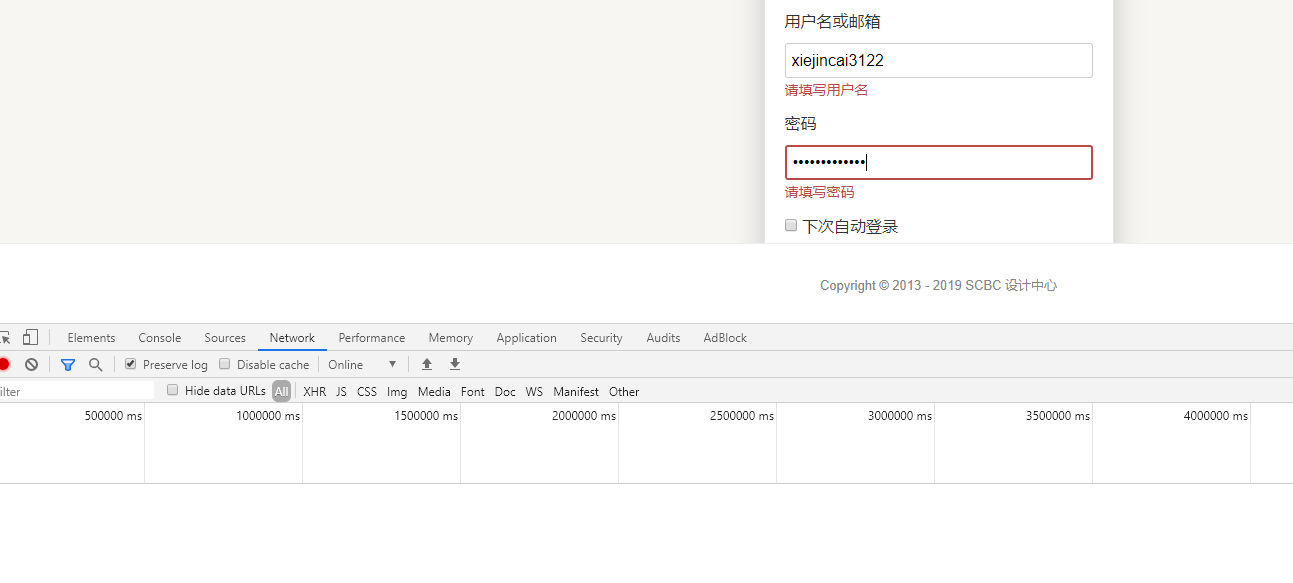 用户名或邮箱
xiejincai3122
请填写用户名
密码
•••••••••••••
请填写密码
下次自动登录
Copyright © 2013 - 2019 SCBC 设计中心
Elements Console Sources Network Performance Memory Application Security Audits AdBlock
Preserve log Disable cache Online
ilter Hide data URLs All XHR JS CSS Img Media Font Doc WS Manifest Other
500000 ms 1000000 ms 1500000 ms 2000000 ms 2500000 ms 3000000 ms 3500000 ms 4000000 ms